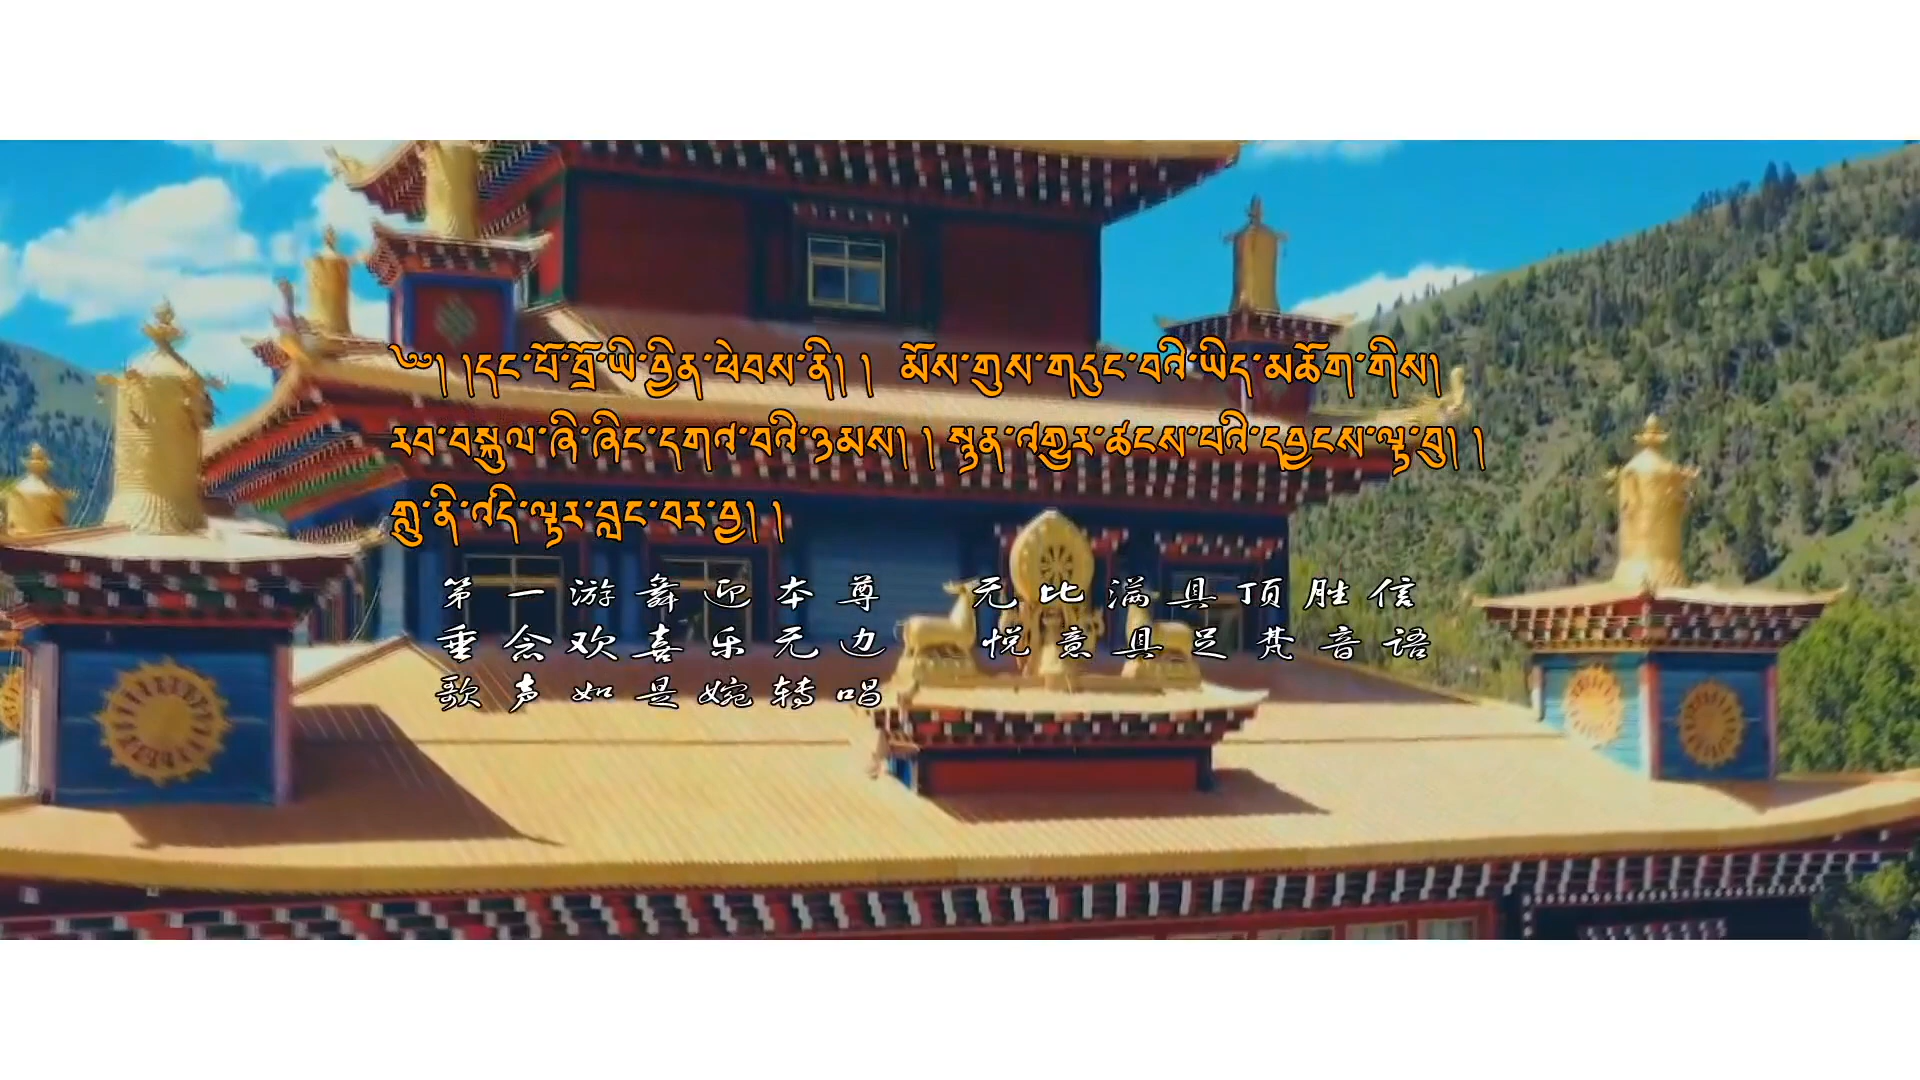 ༄༅། །དང་པོ་བྲོ་ཡི་བྱིན་ཕེབས་ནི། ། མོས་གུས་གདུང་བའི་ཡིད་མཆོག་གིས།
རབ་བསྐུལ་ཞི་ཞིང་དགའ་བའི་ཉམས། ། སྙན་འགྱུར་ཚངས་པའི་དབྱངས་ལྟ་བུ། །
གླུ་ནི་འདི་ལྟར་བླང་བར་བྱ། །
第一游舞迎本尊 无比满具顶胜信
垂念欢喜乐无边 悦意具足梵音语
歌声如是婉转唱